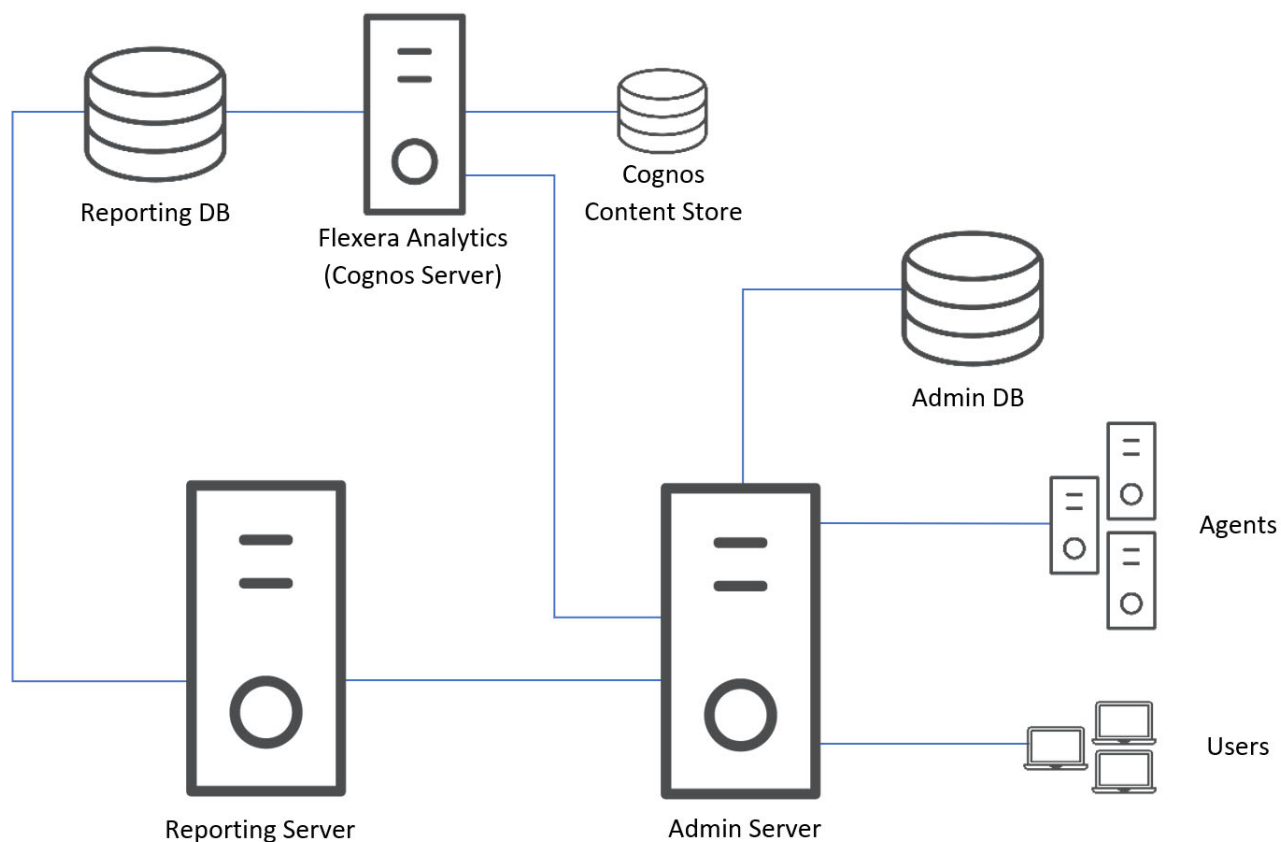 Reporting DB
Flexera Analytics
(Cognos Server)
Cognos
Content Store
Admin DB
Agents
Users
Reporting Server
Admin Server